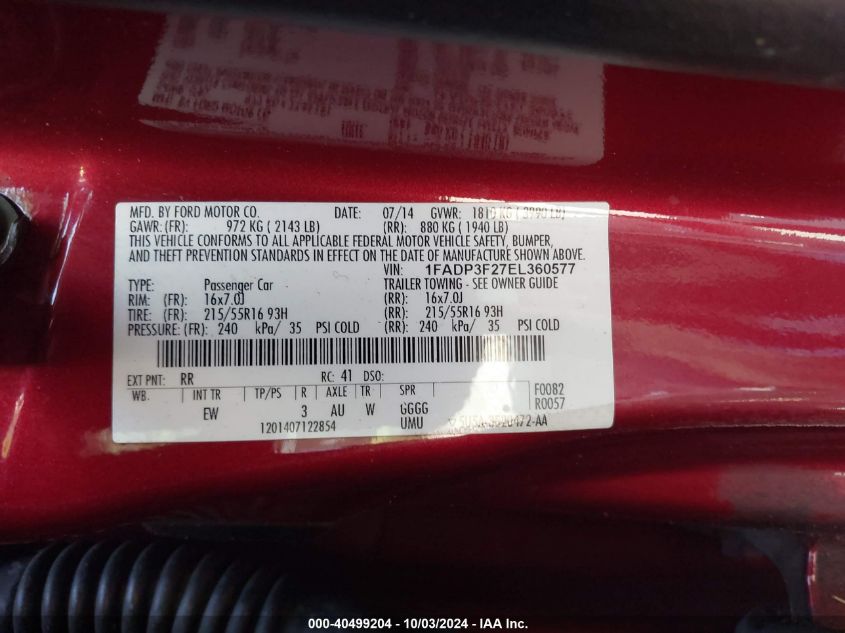 MFD. BY FORD MOTOR CO. DATE: 07/14 GVWR: 1810 KG ( 3990 LB)
GAWR: (FR): 972 KG ( 2143 LB) (RR): 880 KG ( 1940 LB)
THIS VEHICLE CONFORMS TO ALL APPLICABLE FEDERAL MOTOR VEHICLE SAFETY, BUMPER,
AND THEFT PREVENTION STANDARDS IN EFFECT ON THE DATE OF MANUFACTURE SHOWN ABOVE.
VIN: 1FADP3F27EL360577
TYPE: Passenger Car TRAILER TOWING - SEE OWNER GUIDE
RIM: (FR): 16x7.0J (RR): 16x7.0J
TIRE: (FR): 215/55R16 93H (RR): 215/55R16 93H
PRESSURE: (FR): 240 kPa/ 35 PSI COLD (RR): 240 kPa/ 35 PSI COLD
EXT PNT: RR RC: 41 DSO:
WB. INT TR TP/PS R AXLE TR SPR F0082
EW 3 AU W GGGG R0057
1201407122854 UMU
000-40499204 - 10/03/2024 - IAA Inc.